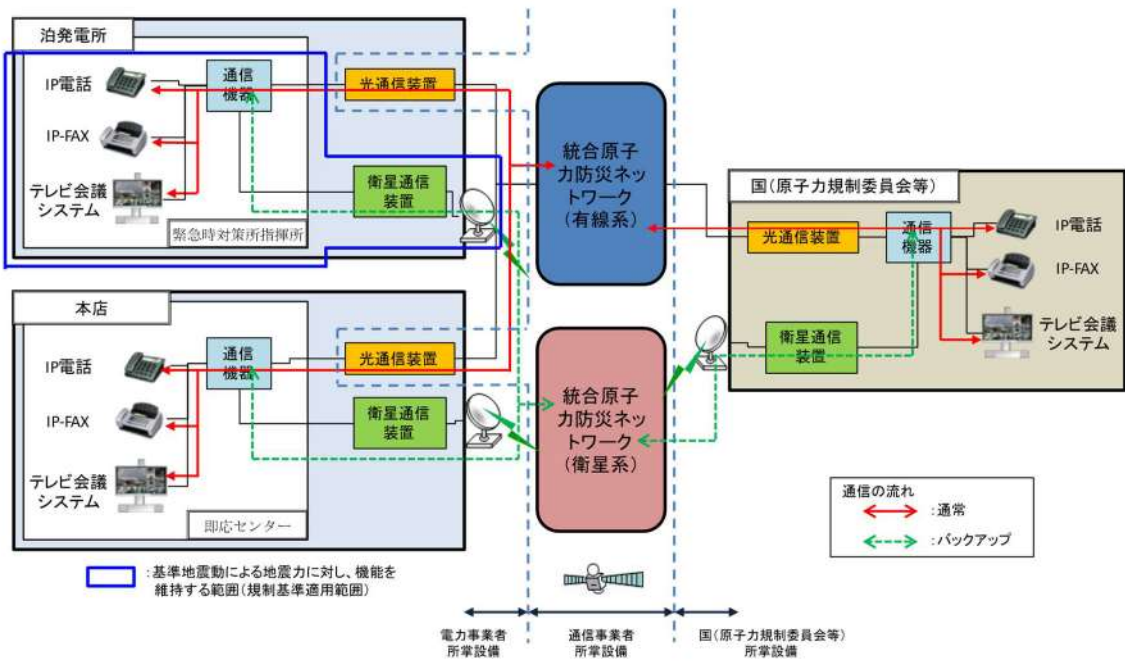 泊発電所
IP電話
IP-FAX
テレビ会議
システム
通信
機器
光通信装置
衛星通信
装置
緊急時対策所指揮所
本店
IP電話
IP-FAX
テレビ会議
システム
通信
機器
光通信装置
衛星通信
装置
即応センター
統合原子
力防災ネッ
トワーク
(有線系)
統合原子
力防災ネッ
トワーク
(衛星系)
国(原子力規制委員会等)
光通信装置
通信
機器
衛星通信
装置
IP電話
IP-FAX
テレビ会議
システム
通信の流れ
:通常
:バックアップ
:基準地震動による地震力に対し、機能を
維持する範囲(規制基準適用範囲)
電力事業者
所掌設備
通信事業者
所掌設備
国(原子力規制委員会等)
所掌設備